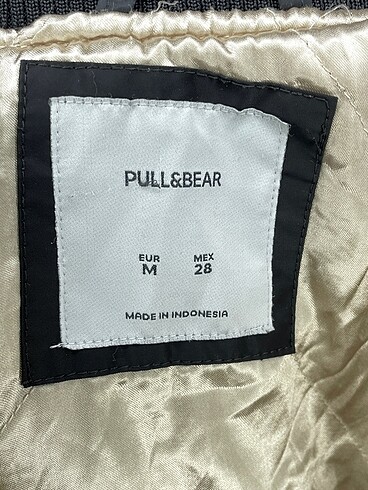 PULL&BEAR
EUR MEX
M 28
MADE IN INDONESIA